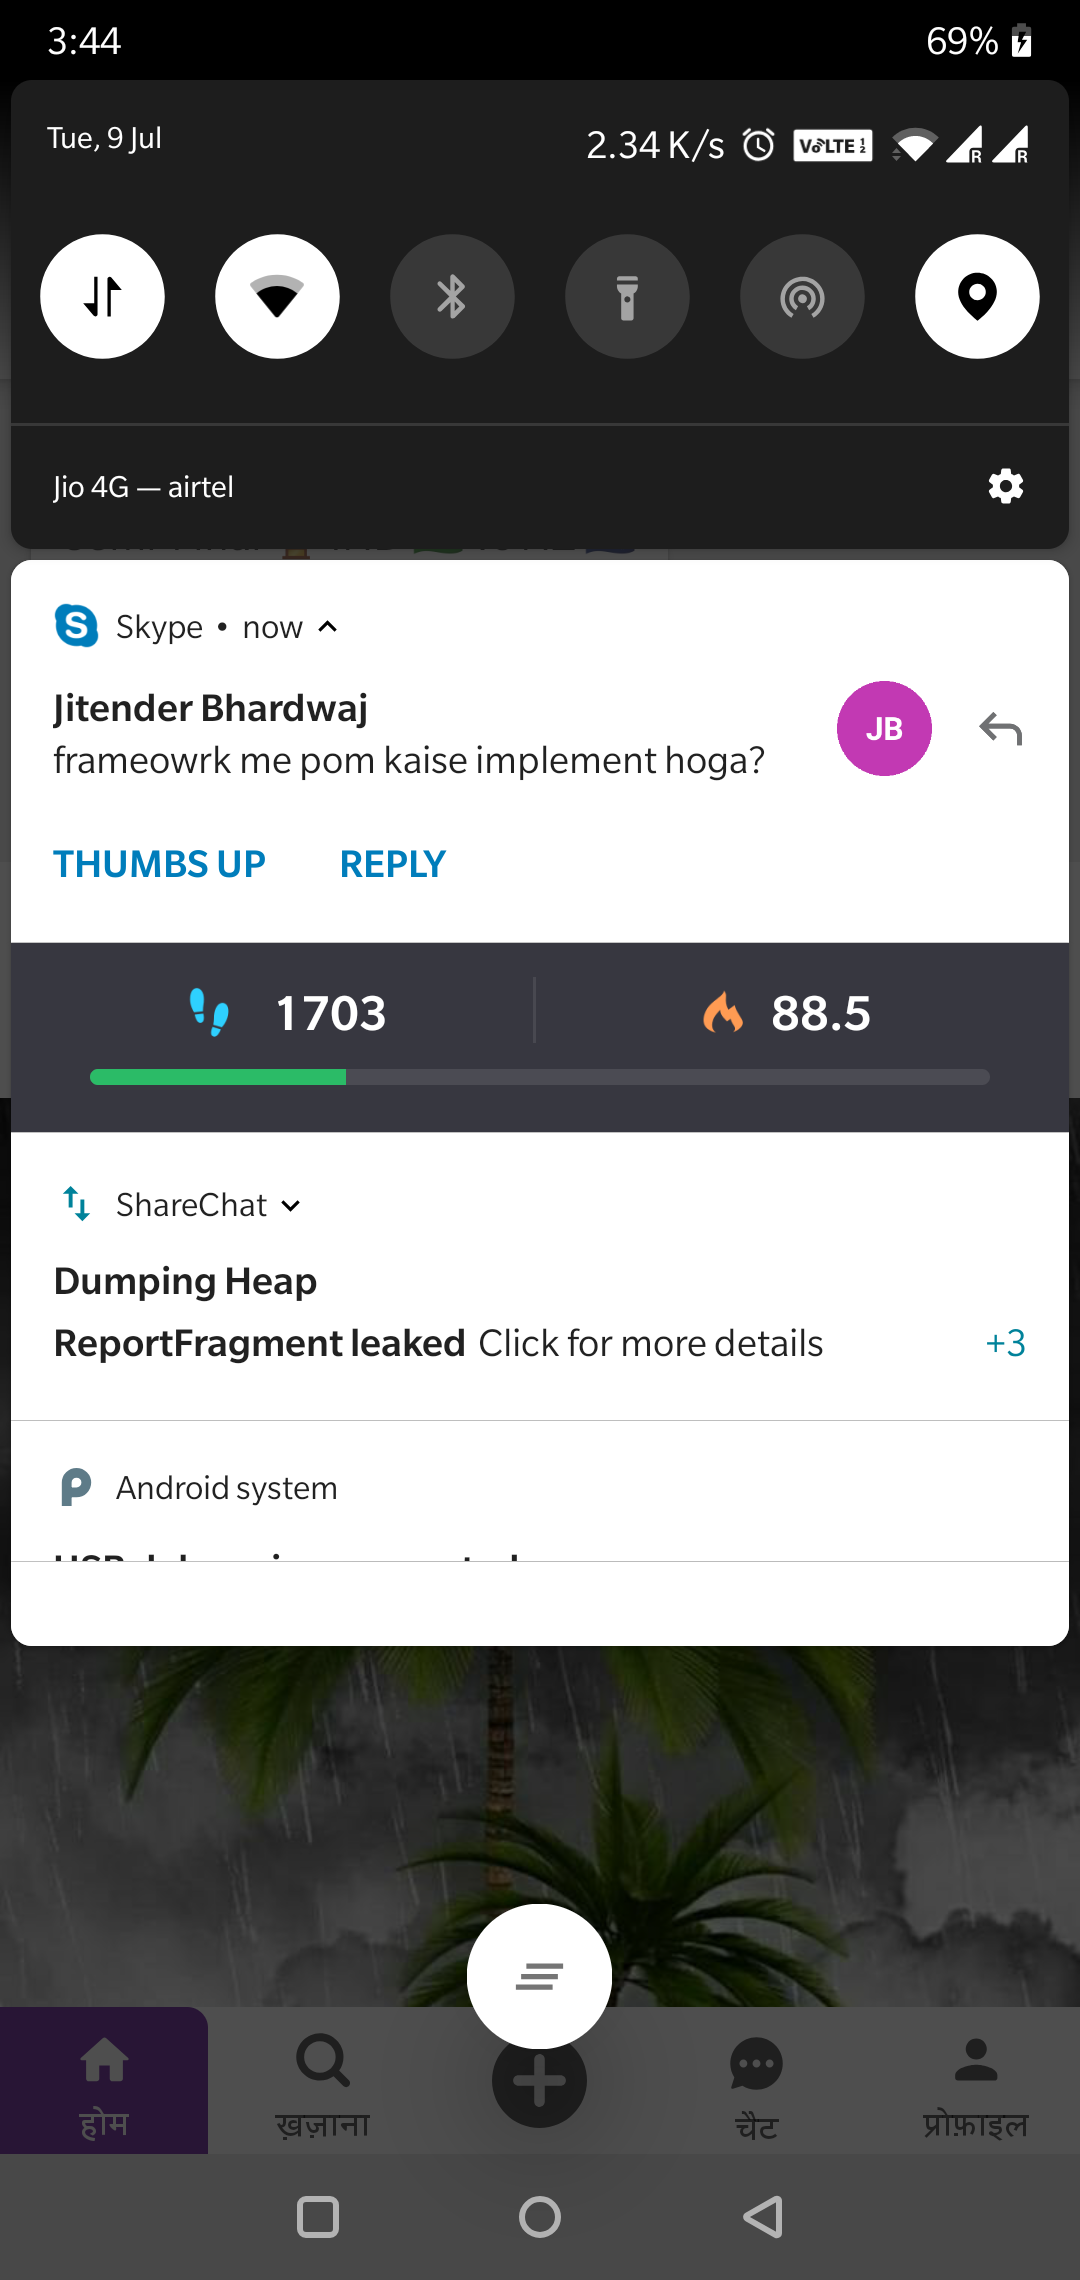 3:44
69%
Tue, 9 Jul
2.34 K/s
VoLTE 1 2
R R
Jio 4G — airtel
Skype • now
Jitender Bhardwaj
frameowrk me pom kaise implement hoga?
JB
THUMBS UP REPLY
1703
88.5
ShareChat
Dumping Heap
ReportFragment leaked Click for more details +3
Android system
होम
ख़ज़ाना
चैट
प्रोफ़ाइल